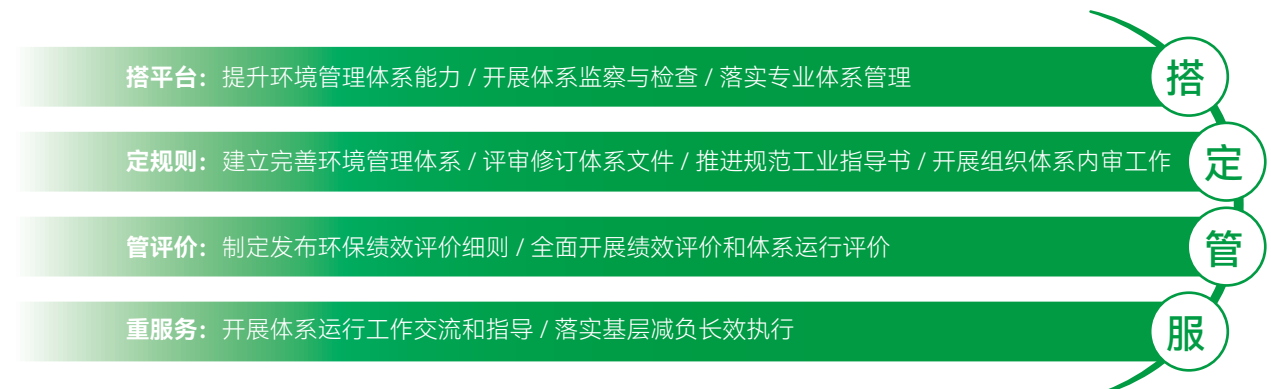 搭平台：提升环境管理体系能力 / 开展体系监察与检查 / 落实专业体系管理
搭
定规则：建立完善环境管理体系 / 评审修订体系文件 / 推进规范工业指导书 / 开展组织体系内审工作
定
管评价：制定发布环保绩效评价细则 / 全面开展绩效评价和体系运行评价
管
重服务：开展体系运行工作交流和指导 / 落实基层减负长效执行
服